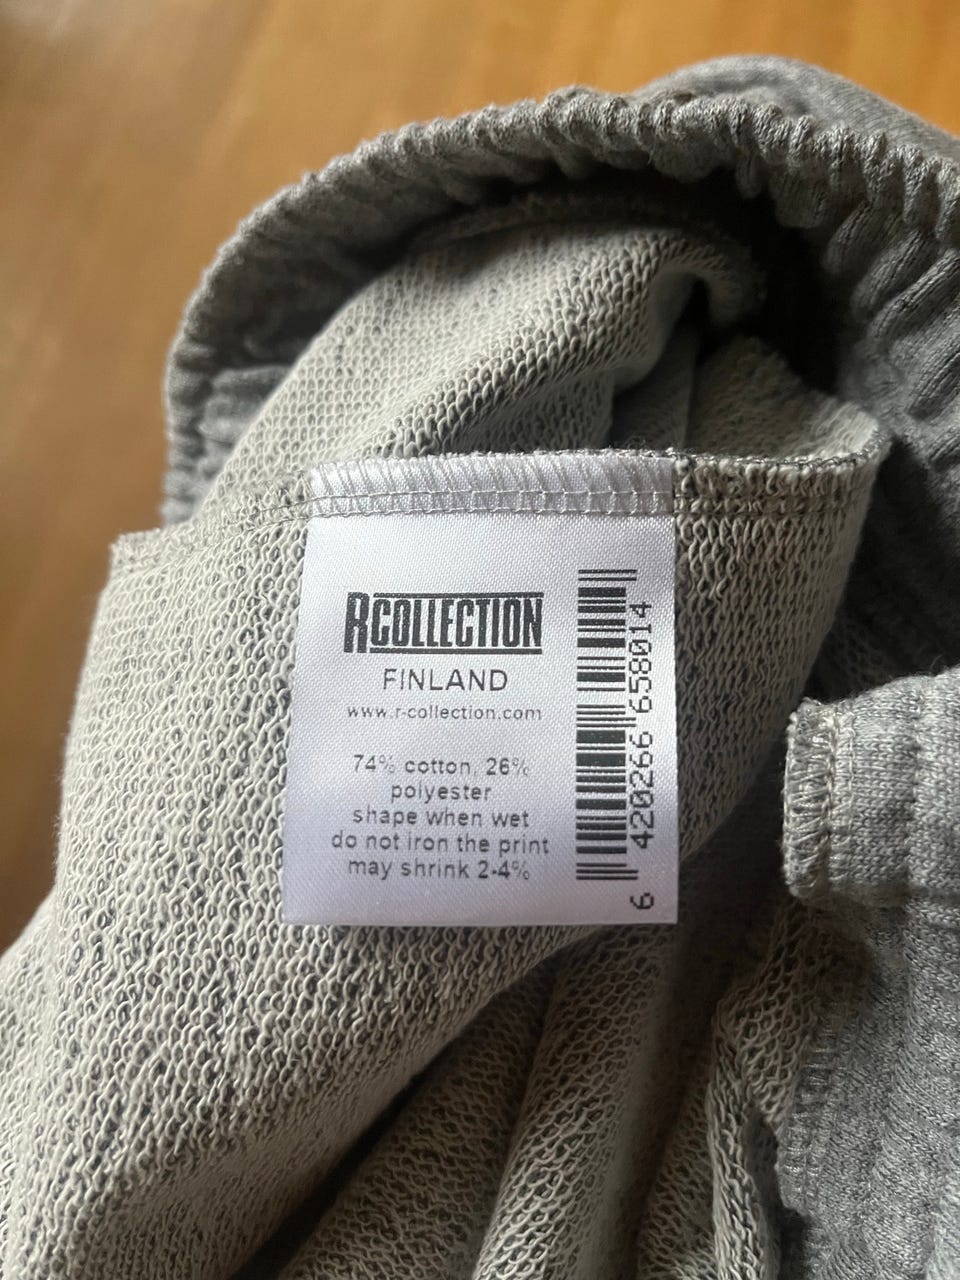 RCOLLECTION
FINLAND
www.r-collection.com
74% cotton, 26%
polyester
shape when wet
do not iron the print
may shrink 2-4%
6 420266 658014